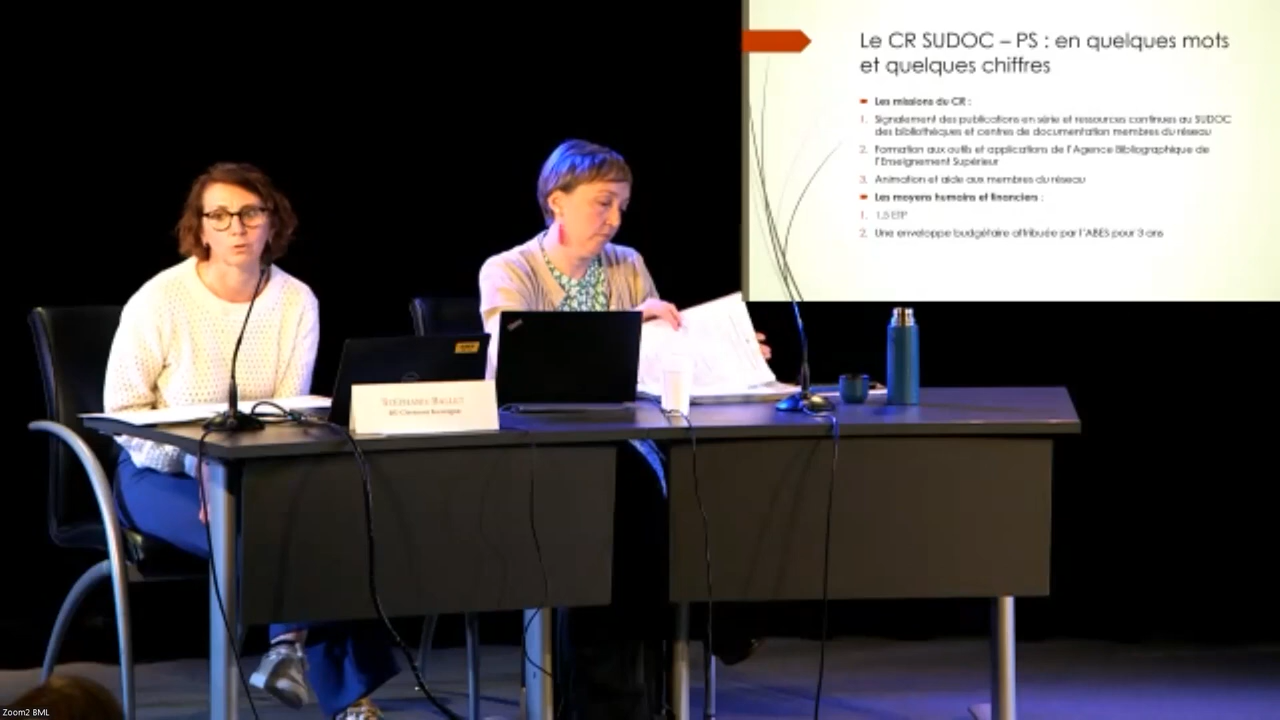 Le CR SUDOC – PS : en quelques mots
et quelques chiffres
Les missions du CR :
1. Signalement des publications en série et ressources continues au SUDOC
des bibliothèques et centres de documentation membres du réseau
2. Formation aux outils et applications de l'Agence Bibliographique de
l'Enseignement Supérieur
3. Animation et aide aux membres du réseau
Les moyens humains et financiers :
1. 1,5 ETP
2. Une enveloppe budgétaire attribuée par l'ABES pour 3 ans
BU Clermont Auvergne
Zoom2 BML